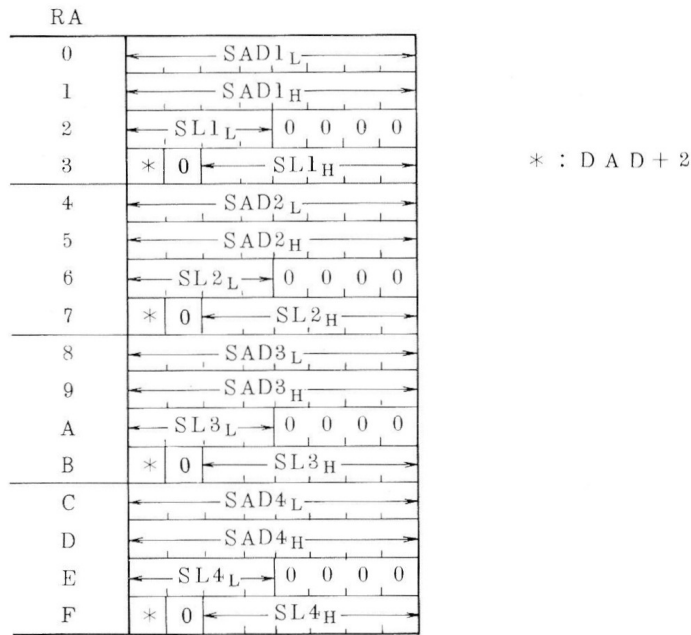 RA
0 SAD1L
1 SAD1H
2 SL1L 0 0 0 0
3 * 0 SL1H * : DAD+2
4 SAD2L
5 SAD2H
6 SL2L 0 0 0 0
7 * 0 SL2H
8 SAD3L
9 SAD3H
A SL3L 0 0 0 0
B * 0 SL3H
C SAD4L
D SAD4H
E SL4L 0 0 0 0
F * 0 SL4H